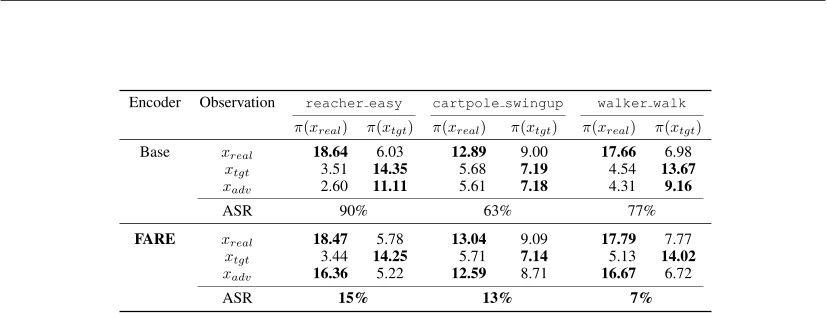 Encoder Observation reacher_easy cartpole_swingup walker_walk
π(x_real) π(x_tgt) π(x_real) π(x_tgt) π(x_real) π(x_tgt)
Base x_real 18.64 6.03 12.89 9.00 17.66 6.98
x_tgt 3.51 14.35 5.68 7.19 4.54 13.67
x_adv 2.60 11.11 5.61 7.18 4.31 9.16
ASR 90% 63% 77%
FARE x_real 18.47 5.78 13.04 9.09 17.79 7.77
x_tgt 3.44 14.25 5.71 7.14 5.13 14.02
x_adv 16.36 5.22 12.59 8.71 16.67 6.72
ASR 15% 13% 7%